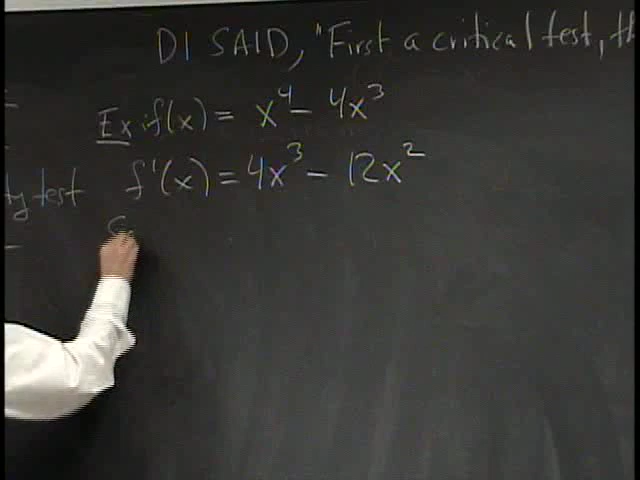 DI SAID, "First a critical test,
Ex: f(x) = x⁴ - 4x³
f'(x) = 4x³ - 12x²
test